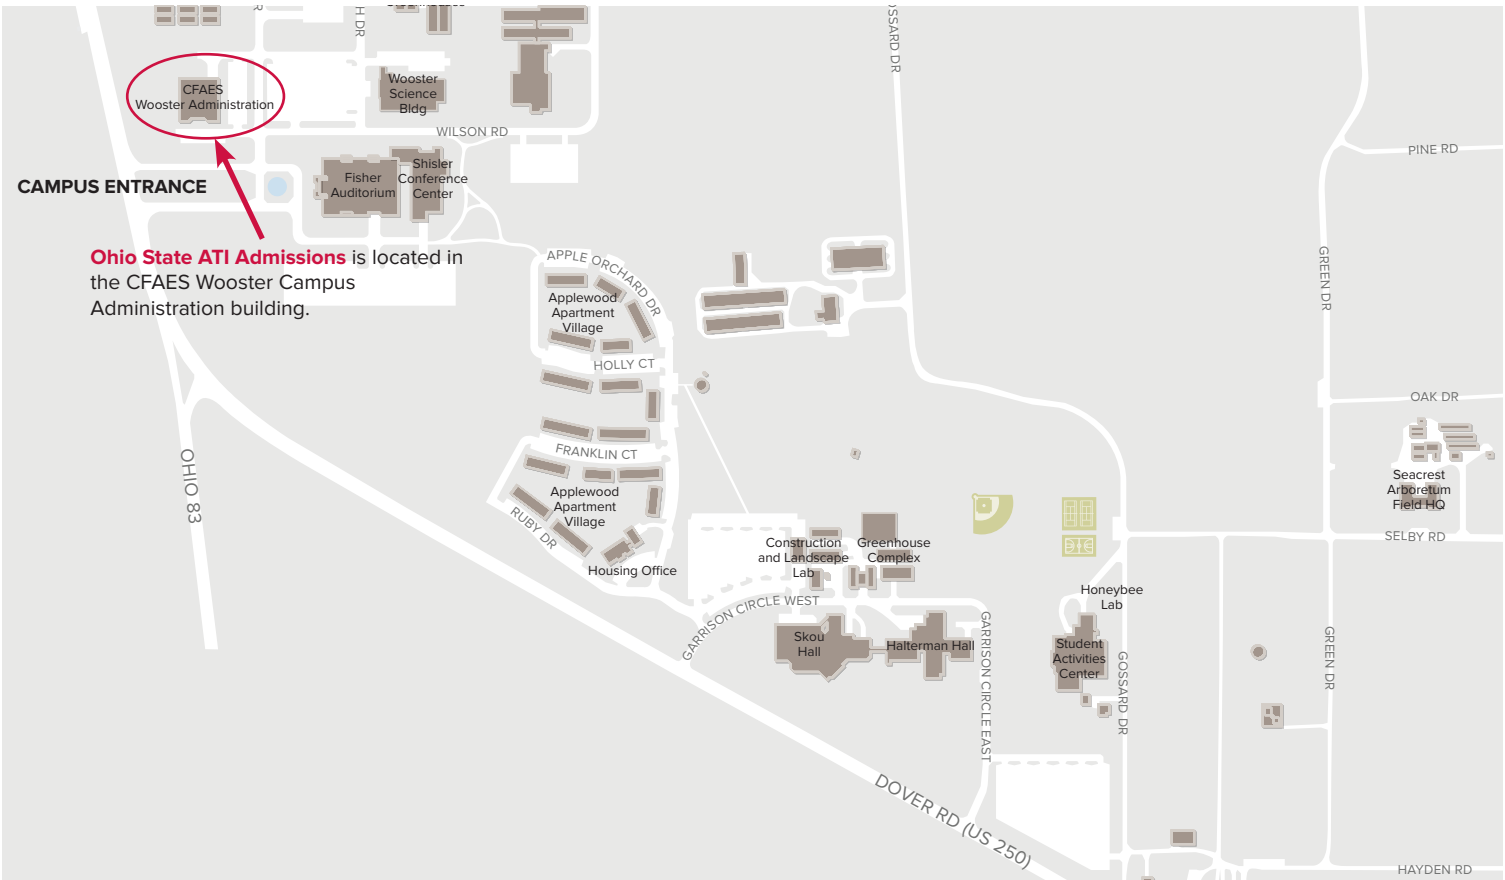 H DR
OSSARD DR
CFAES
Wooster Administration
Wooster
Science
Bldg
WILSON RD
PINE RD
Shisler
Conference
Center
Fisher
Auditorium
CAMPUS ENTRANCE
Ohio State ATI Admissions is located in
the CFAES Wooster Campus
Administration building.
APPLE ORCHARD DR
GREEN DR
Applewood
Apartment
Village
HOLLY CT
OAK DR
OHIO 83
FRANKLIN CT
Seacrest
Arboretum
Field HQ
Applewood
Apartment
Village
RUBY DR
SELBY RD
Construction
and Landscape
Lab
Greenhouse
Complex
Housing Office
Honeybee
Lab
GARRISON CIRCLE WEST
Skou
Hall
Halterman Hall
GARRISON CIRCLE EAST
Student
Activities
Center
GOSSARD DR
GREEN DR
DOVER RD (US 250)
HAYDEN RD